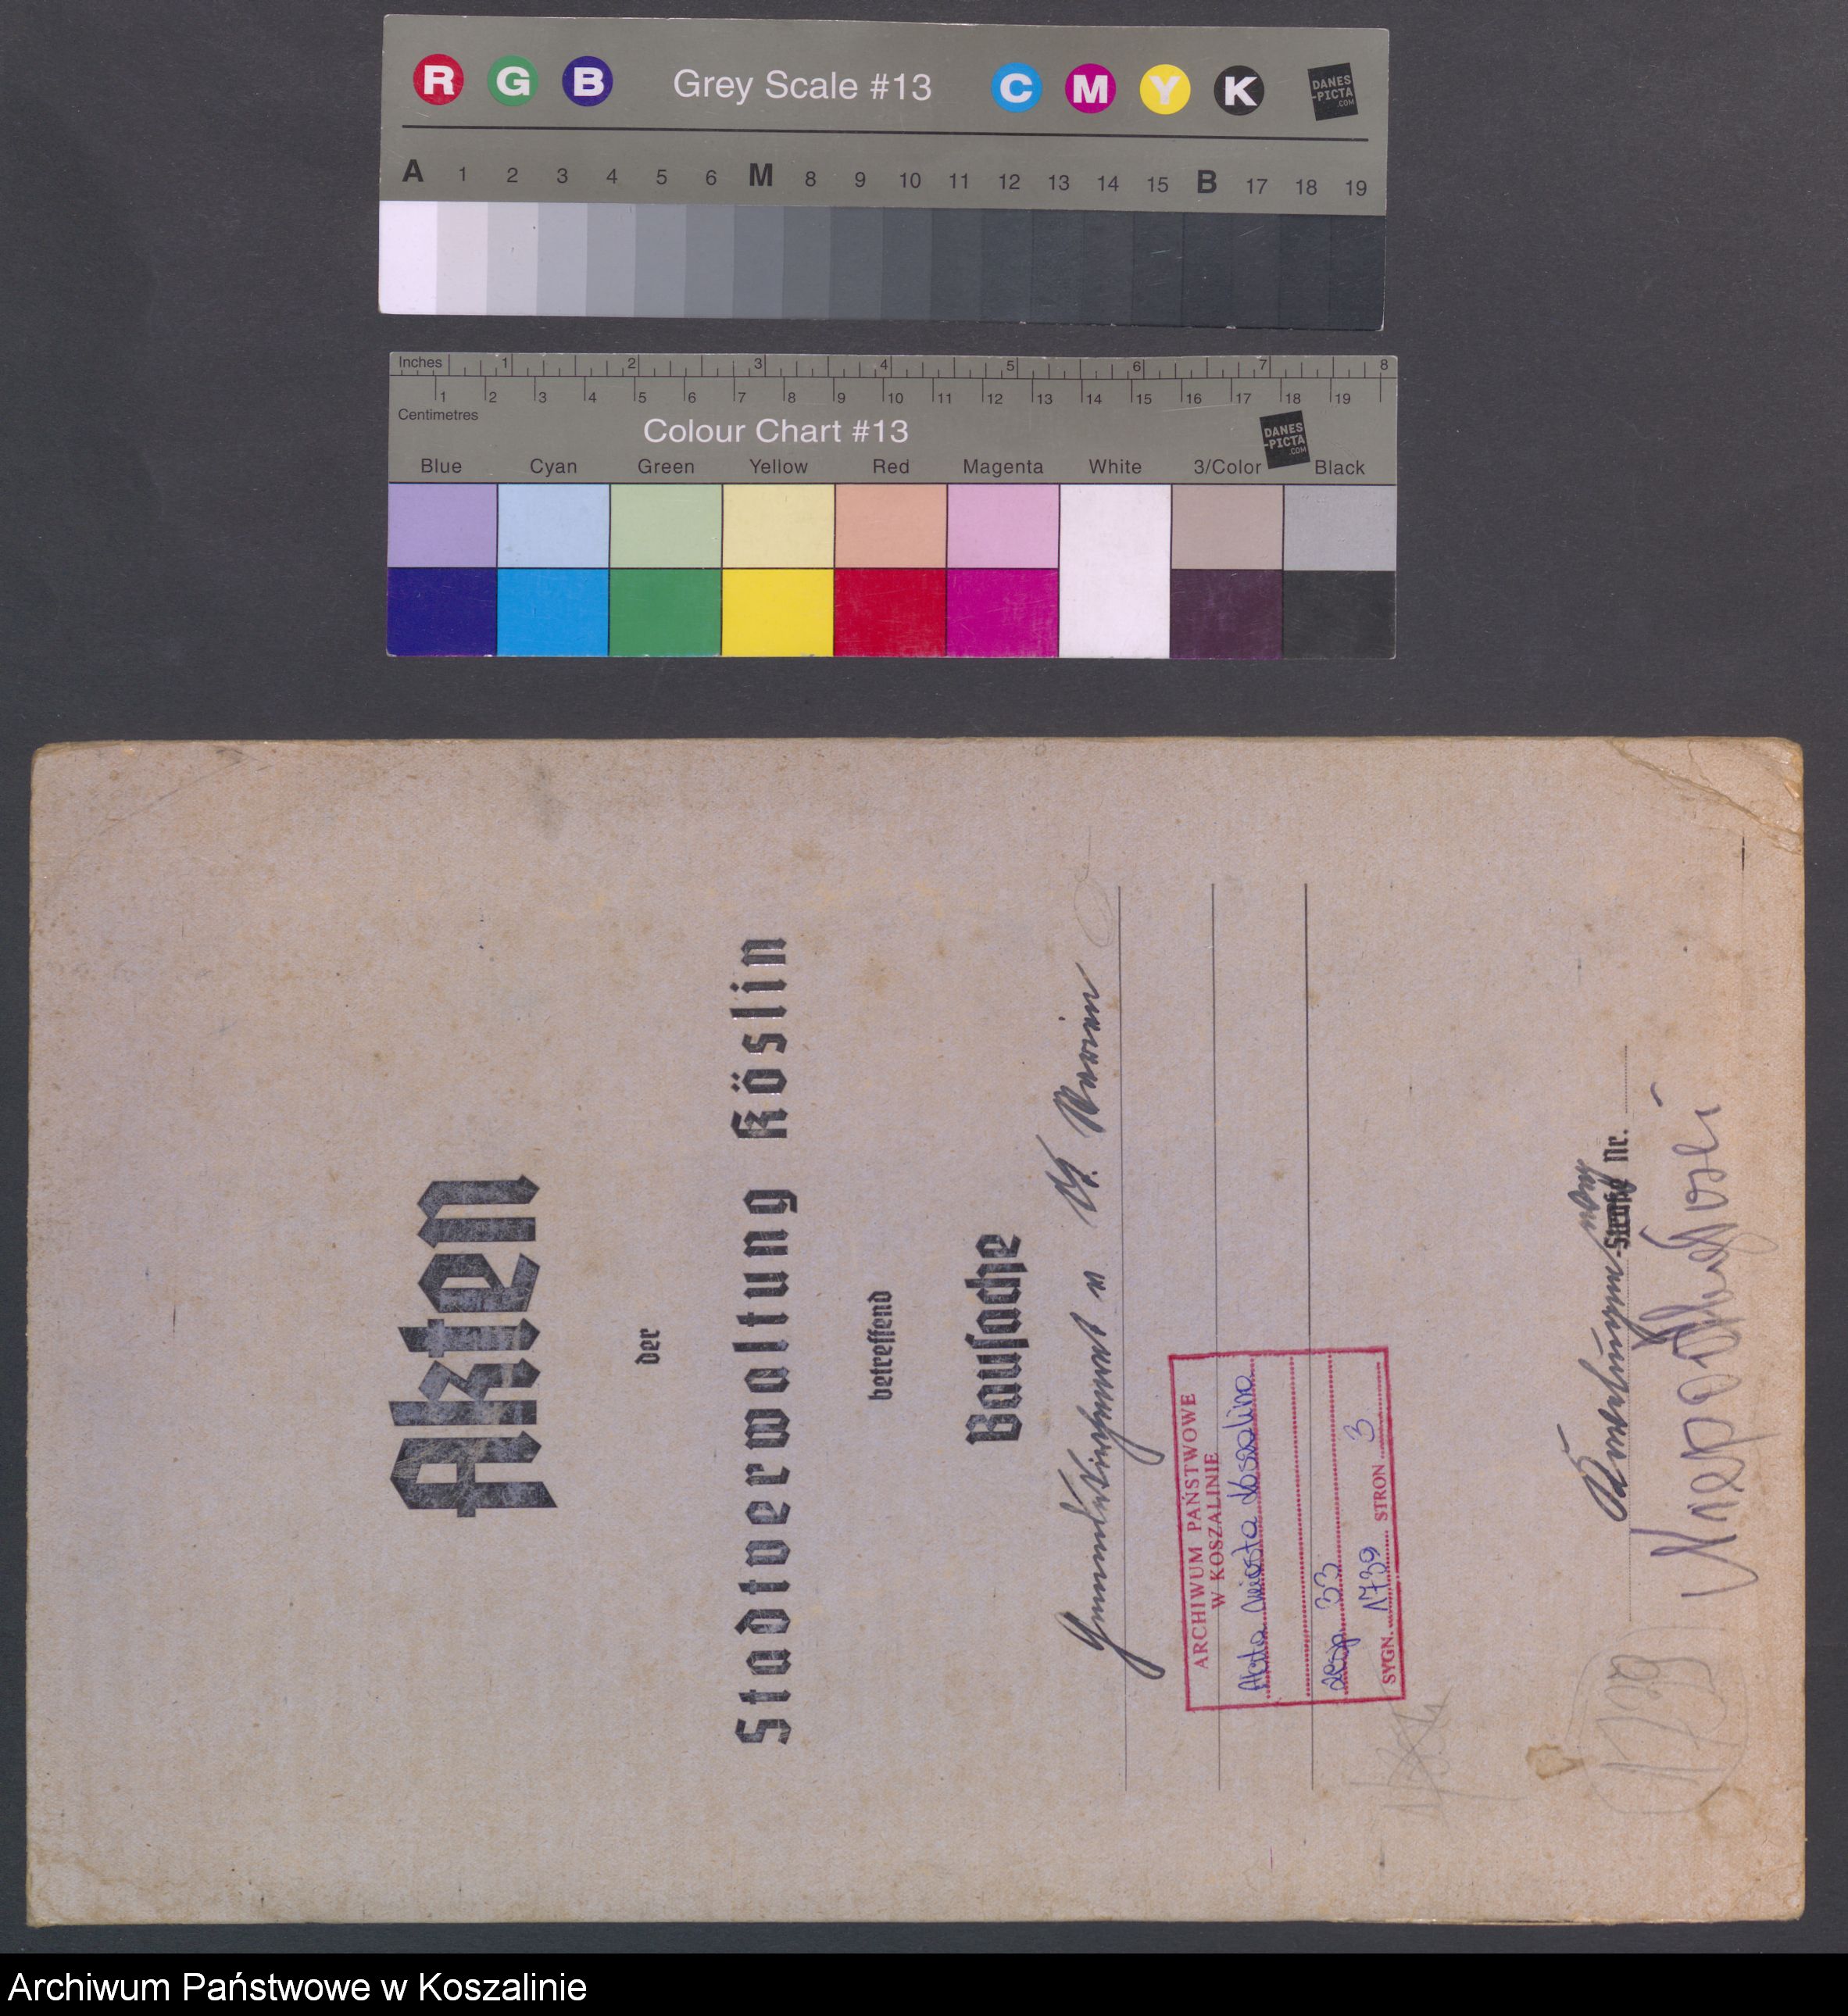 R G B Grey Scale #13 C M Y K DANES -PICTA .COM
A 1 2 3 4 5 6 M 8 9 10 11 12 13 14 15 B 17 18 19
Inches 1 2 3 4 5 6 7 8
1 2 3 4 5 6 7 8 9 10 11 12 13 14 15 16 17 18 19
Centimetres
Colour Chart #13 DANES -PICTA .COM
Blue Cyan Green Yellow Red Magenta White 3/Color Black
Akten
der
Stadtverwaltung Köslin
betreffend
Bausache
ARCHIWUM PAŃSTWOWE
W KOSZALINIE
Akta miasta Koszalina
zesp 33
SYGN. 1739 STRON 3
weg
-Straße Nr.
Niepodległości
1739
Archiwum Państwowe w Koszalinie